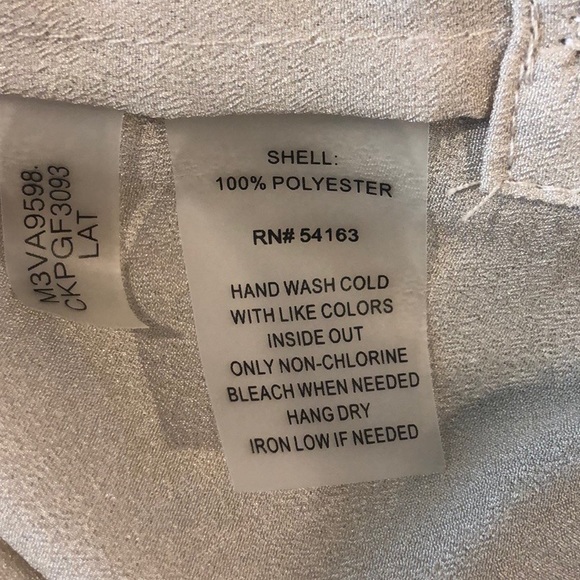 M3VA9598.
CKPGF3093
LAT
SHELL:
100% POLYESTER
RN# 54163
HAND WASH COLD
WITH LIKE COLORS
INSIDE OUT
ONLY NON-CHLORINE
BLEACH WHEN NEEDED
HANG DRY
IRON LOW IF NEEDED